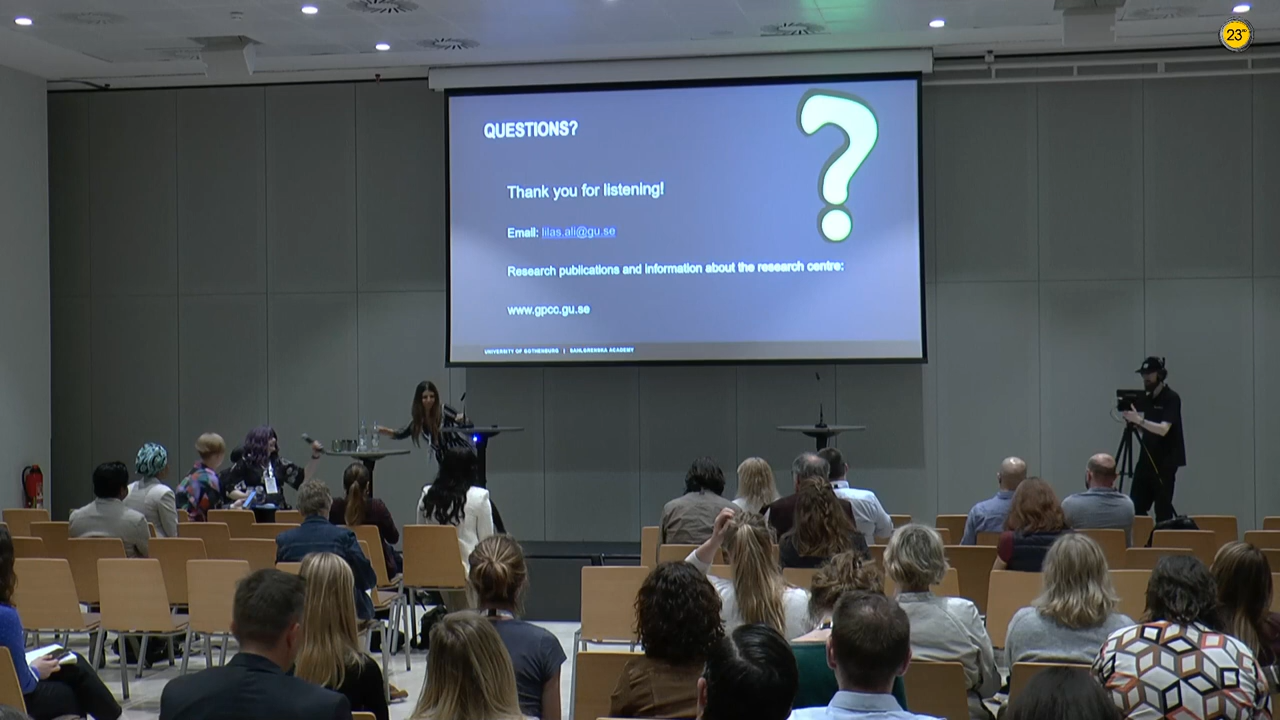 23°
QUESTIONS?
Thank you for listening!
Email: lilas.ali@gu.se
Research publications and information about the research centre:
www.gpcc.gu.se
UNIVERSITY OF GOTHENBURG | SAHLGRENSKA ACADEMY